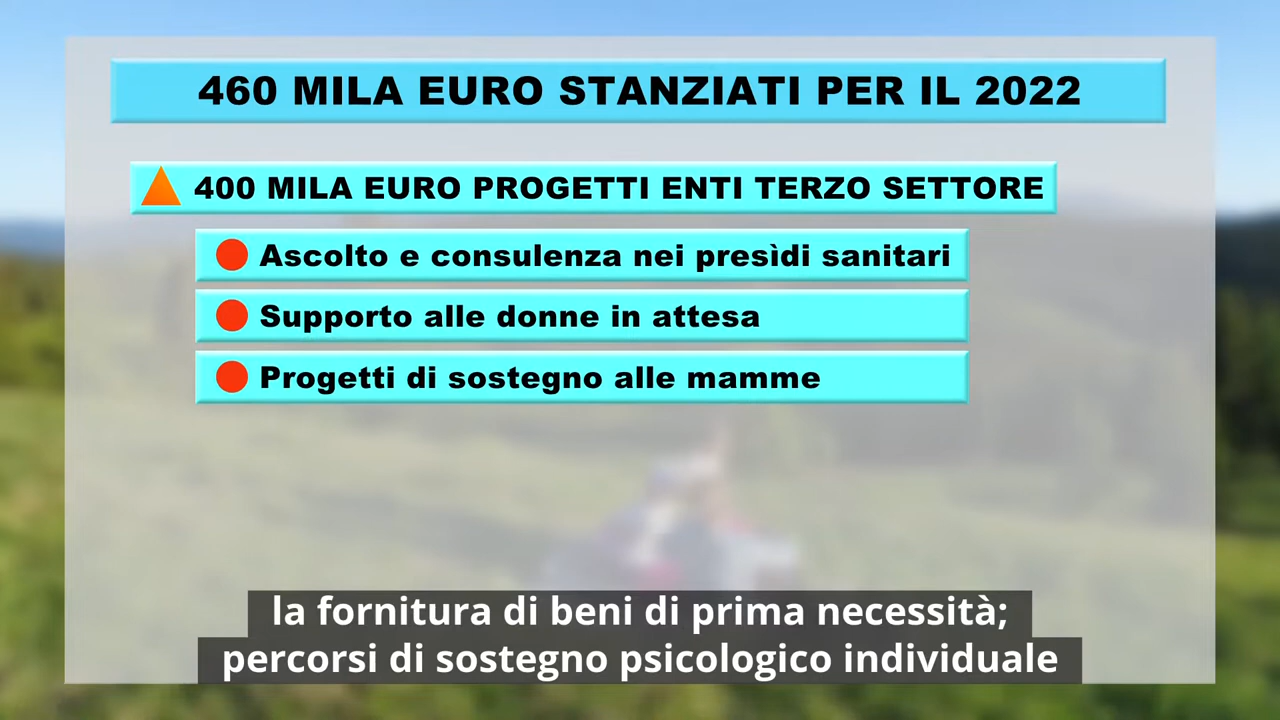 460 MILA EURO STANZIATI PER IL 2022
400 MILA EURO PROGETTI ENTI TERZO SETTORE
Ascolto e consulenza nei presìdi sanitari
Supporto alle donne in attesa
Progetti di sostegno alle mamme
la fornitura di beni di prima necessità;
percorsi di sostegno psicologico individuale